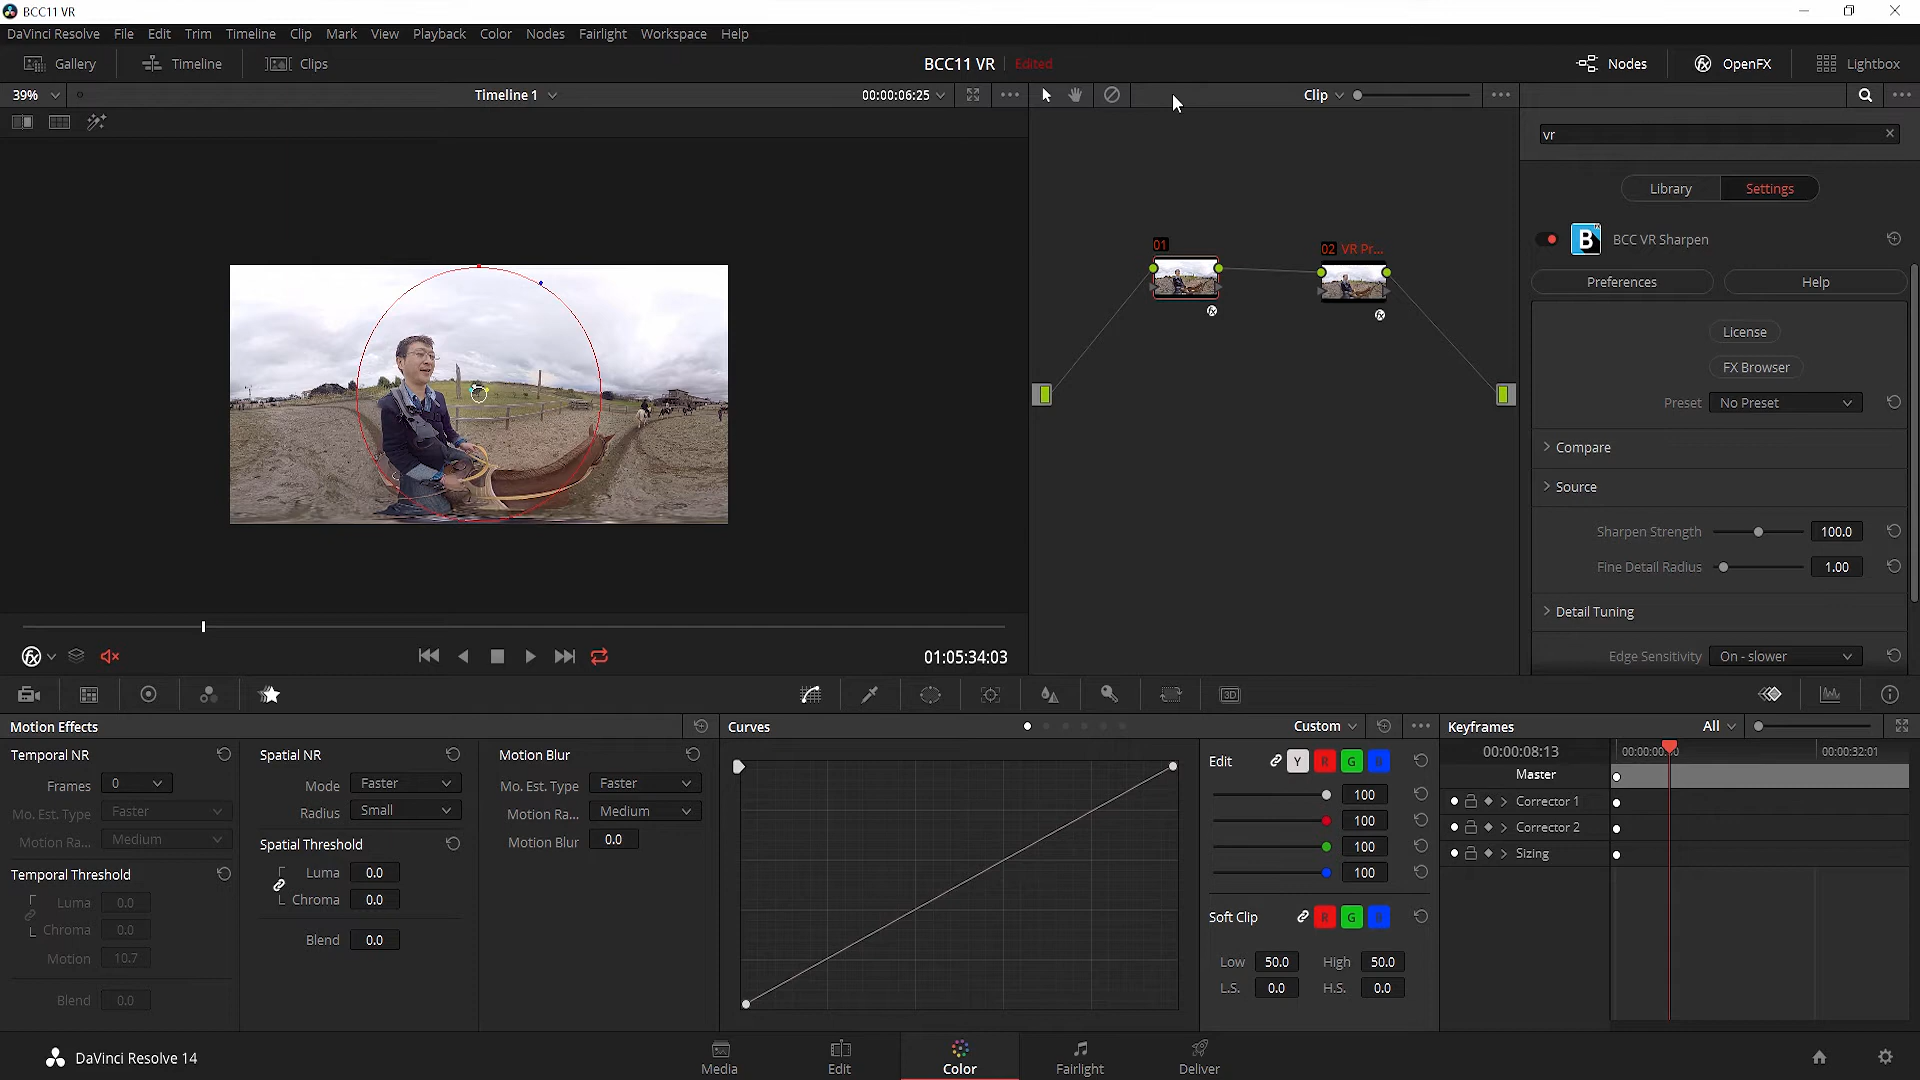 BCC11 VR
DaVinci Resolve File Edit Trim Timeline Clip Mark View Playback Color Nodes Fairlight Workspace Help
Gallery Timeline Clips BCC11 VR Edited Nodes OpenFX Lightbox
39% Timeline 1 00:00:06:25 Clip
vr
Library Settings
01 02 VR Pr...
B BCC VR Sharpen
Preferences Help
License
FX Browser
Preset No Preset
Compare
Source
Sharpen Strength 100.0
Fine Detail Radius 1.00
Detail Tuning
Edge Sensitivity On - slower
01:05:34:03
3D
Motion Effects Curves Custom Keyframes All
Temporal NR Spatial NR Motion Blur
Frames 0 Mode Faster Mo. Est. Type Faster
Mo. Est. Type Faster Radius Small Motion Ra... Medium
Motion Ra... Medium Spatial Threshold Motion Blur 0.0
Temporal Threshold Luma 0.0
Luma 0.0 Chroma 0.0
Chroma 0.0 Blend 0.0
Motion 10.7
Blend 0.0
Edit Y R G B
100
100
100
100
Soft Clip R G B
Low 50.0 High 50.0
L.S. 0.0 H.S. 0.0
00:00:08:13 00:00:32:01
Master
Corrector 1
Corrector 2
Sizing
DaVinci Resolve 14 Media Edit Color Fairlight Deliver